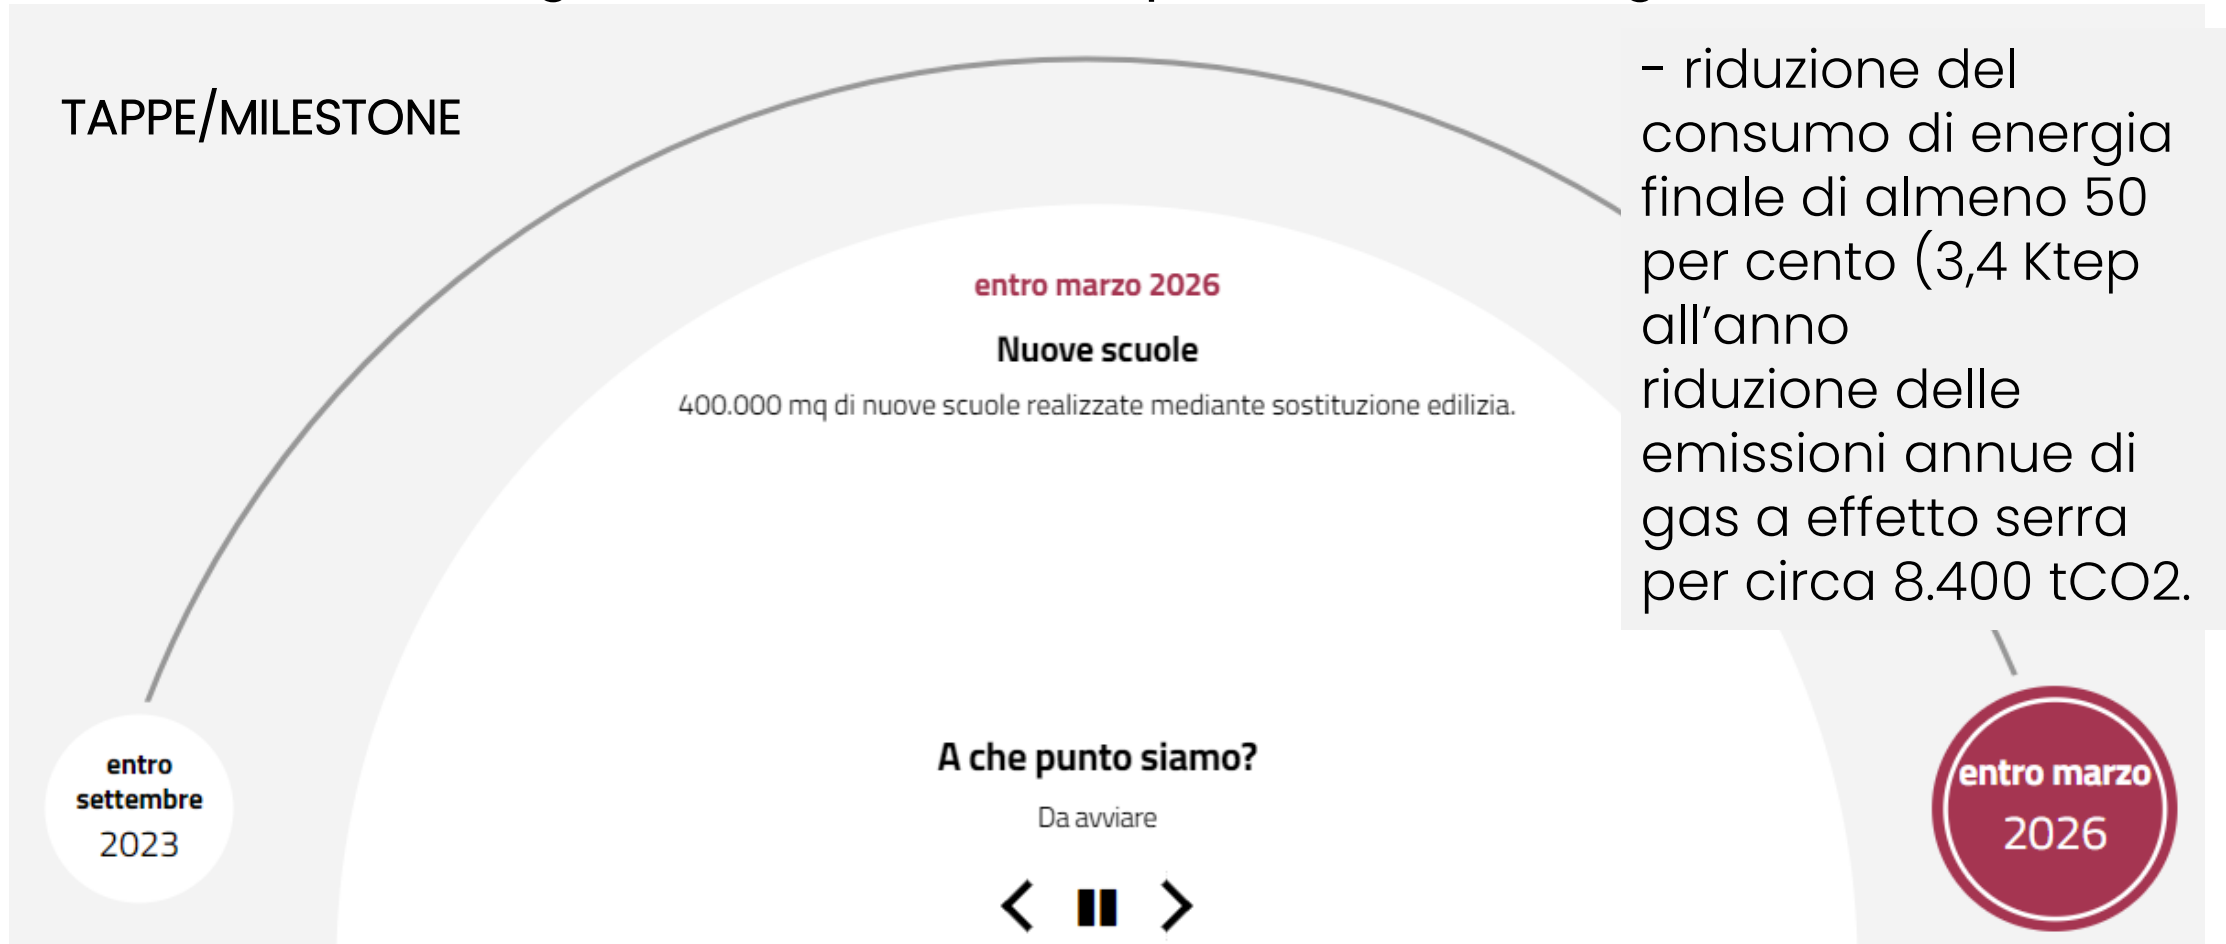 TAPPE/MILESTONE
- riduzione del
consumo di energia
finale di almeno 50
per cento (3,4 Ktep
all'anno
riduzione delle
emissioni annue di
gas a effetto serra
per circa 8.400 tCO2.
entro marzo 2026
Nuove scuole
400.000 mq di nuove scuole realizzate mediante sostituzione edilizia.
A che punto siamo?
Da avviare
entro
settembre
2023
entro marzo
2026